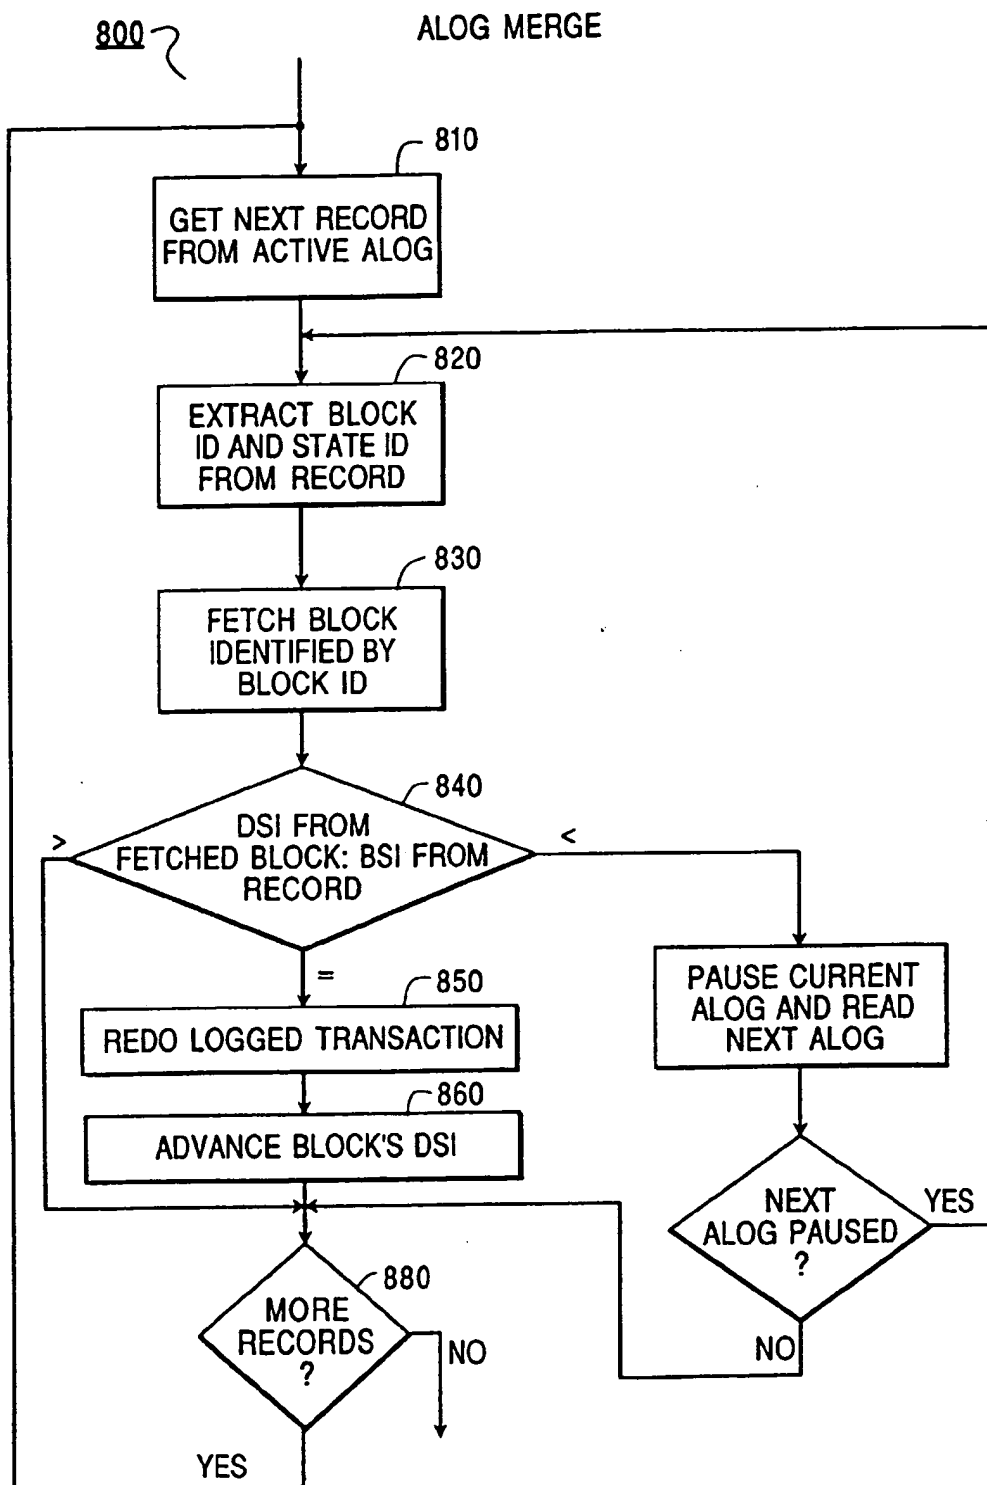 800
ALOG MERGE
810
GET NEXT RECORD
FROM ACTIVE ALOG
820
EXTRACT BLOCK
ID AND STATE ID
FROM RECORD
830
FETCH BLOCK
IDENTIFIED BY
BLOCK ID
840
>
<
DSI FROM
FETCHED BLOCK: BSI FROM
RECORD
=
850
REDO LOGGED TRANSACTION
PAUSE CURRENT
ALOG AND READ
NEXT ALOG
860
ADVANCE BLOCK'S DSI
NEXT
ALOG PAUSED
?
YES
NO
880
MORE
RECORDS
?
NO
YES